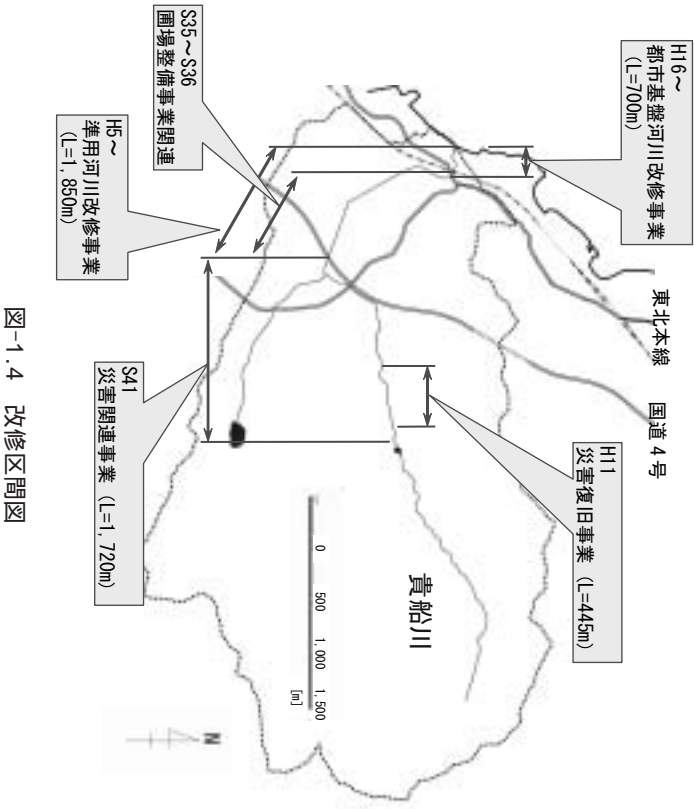 H16～
都市基盤河川改修事業
(L=700m)
東北本線
国道4号
S35～S36
圃場整備事業関連
H5～
準用河川改修事業
(L=1,850m)
H11
災害復旧事業 (L=445m)
貴船川
S41
災害関連事業 (L=1,720m)
0 500 1,000 1,500
[m]
N
図-1.4 改修区間図